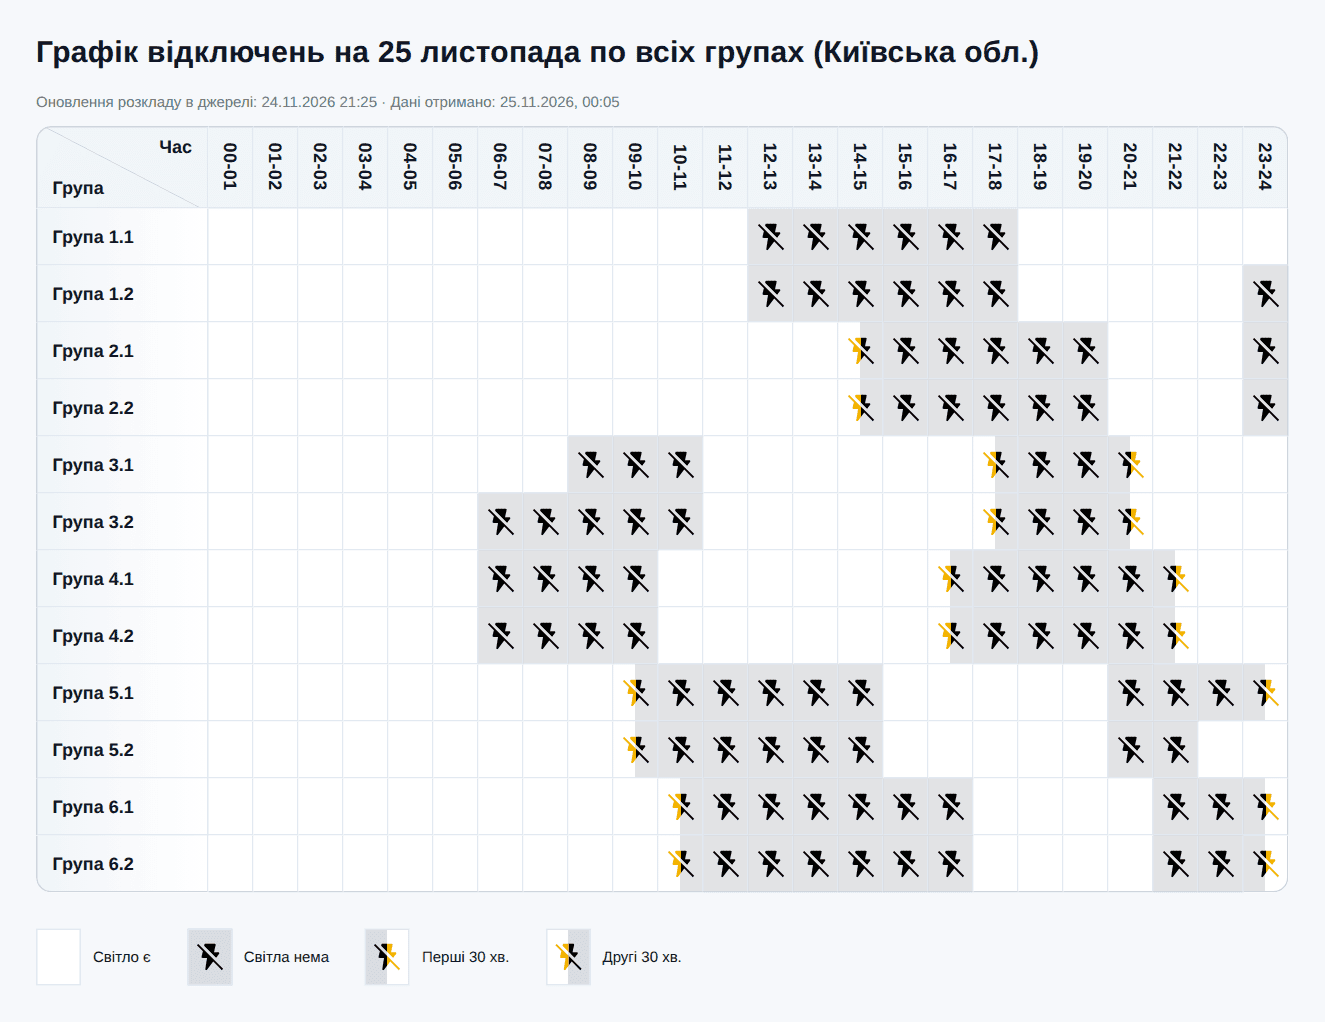 Графік відключень на 25 листопада по всіх групах (Київська обл.)
Оновлення розкладу в джерелі: 24.11.2026 21:25 · Дані отримано: 25.11.2026, 00:05
Час
Група
00-01
01-02
02-03
03-04
04-05
05-06
06-07
07-08
08-09
09-10
10-11
11-12
12-13
13-14
14-15
15-16
16-17
17-18
18-19
19-20
20-21
21-22
22-23
23-24
Група 1.1
Група 1.2
Група 2.1
Група 2.2
Група 3.1
Група 3.2
Група 4.1
Група 4.2
Група 5.1
Група 5.2
Група 6.1
Група 6.2
Світло є
Світла нема
Перші 30 хв.
Другі 30 хв.